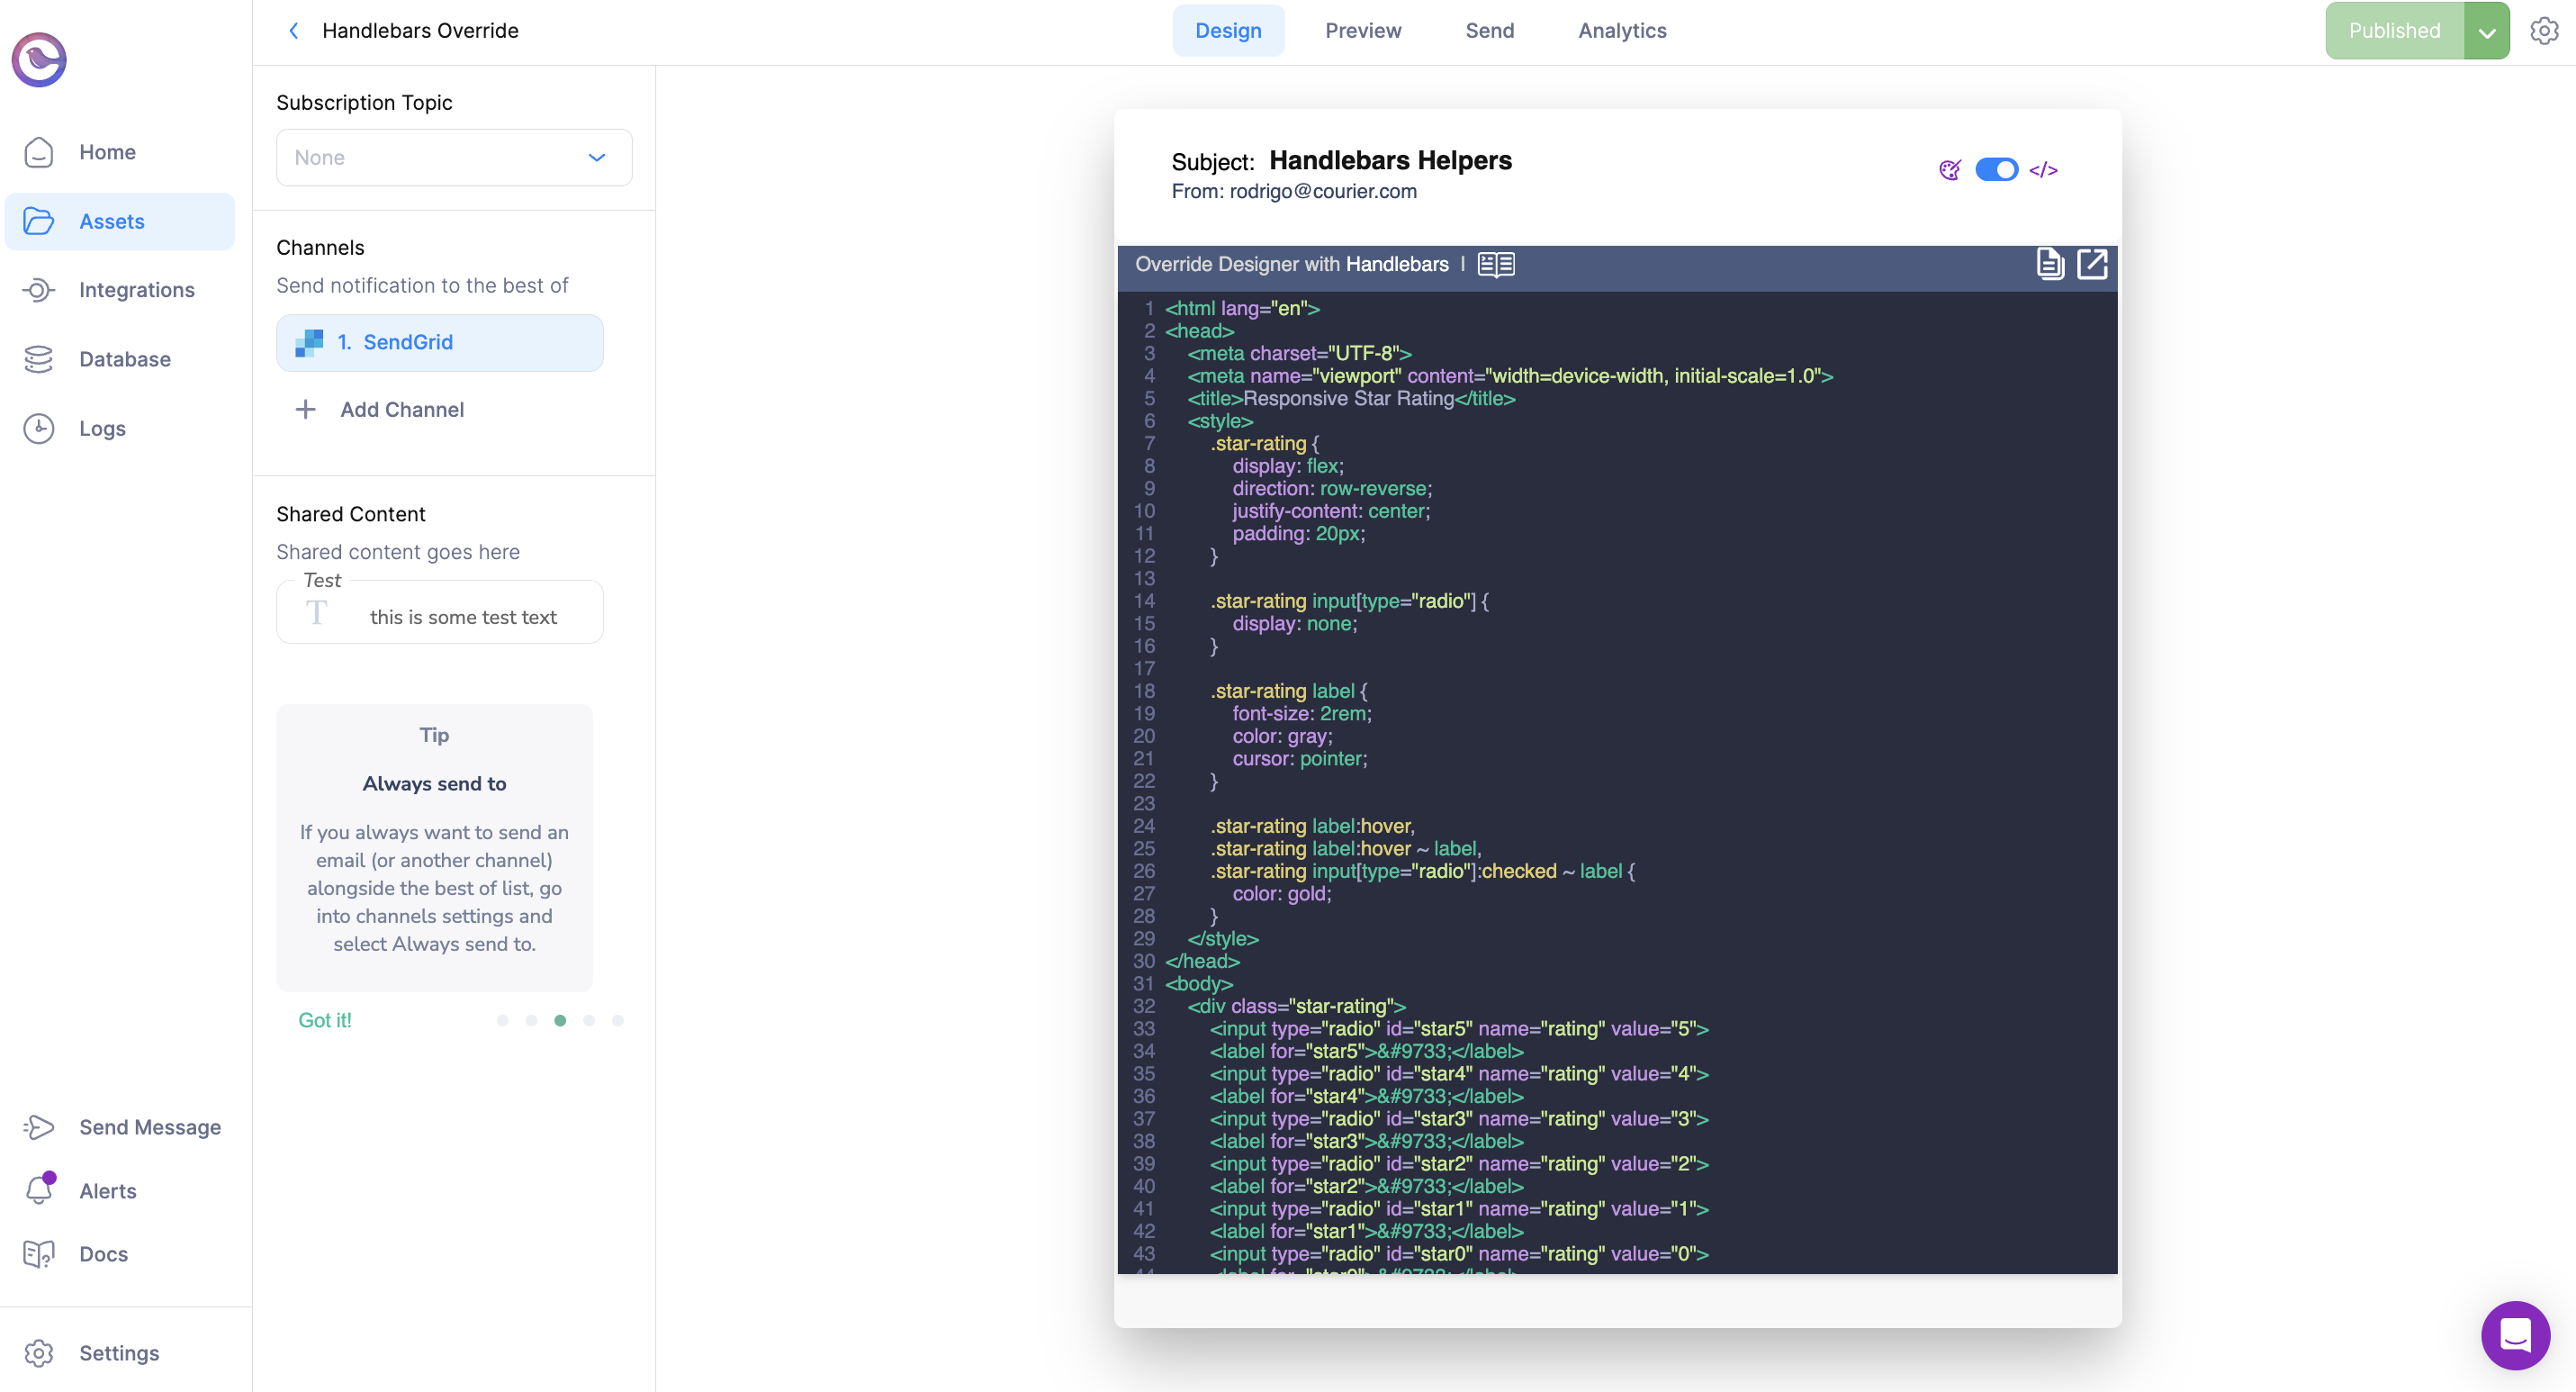 Handlebars Override
Design
Preview
Send
Analytics
Published
Home
Assets
Integrations
Database
Logs
Send Message
Alerts
Docs
Settings
Subscription Topic
None
Channels
Send notification to the best of
1. SendGrid
Add Channel
Shared Content
Shared content goes here
Test
T this is some test text
Tip
Always send to
If you always want to send an
email (or another channel)
alongside the best of list, go
into channels settings and
select Always send to.
Got it!
Subject: Handlebars Helpers
From: rodrigo@courier.com
</>
Override Designer with Handlebars |
1 <html lang="en">
2 <head>
3 <meta charset="UTF-8">
4 <meta name="viewport" content="width=device-width, initial-scale=1.0">
5 <title>Responsive Star Rating</title>
6 <style>
7 .star-rating {
8 display: flex;
9 direction: row-reverse;
10 justify-content: center;
11 padding: 20px;
12 }
13
14 .star-rating input[type="radio"] {
15 display: none;
16 }
17
18 .star-rating label {
19 font-size: 2rem;
20 color: gray;
21 cursor: pointer;
22 }
23
24 .star-rating label:hover,
25 .star-rating label:hover ~ label,
26 .star-rating input[type="radio"]:checked ~ label {
27 color: gold;
28 }
29 </style>
30 </head>
31 <body>
32 <div class="star-rating">
33 <input type="radio" id="star5" name="rating" value="5">
34 <label for="star5">&#9733;</label>
35 <input type="radio" id="star4" name="rating" value="4">
36 <label for="star4">&#9733;</label>
37 <input type="radio" id="star3" name="rating" value="3">
38 <label for="star3">&#9733;</label>
39 <input type="radio" id="star2" name="rating" value="2">
40 <label for="star2">&#9733;</label>
41 <input type="radio" id="star1" name="rating" value="1">
42 <label for="star1">&#9733;</label>
43 <input type="radio" id="star0" name="rating" value="0">